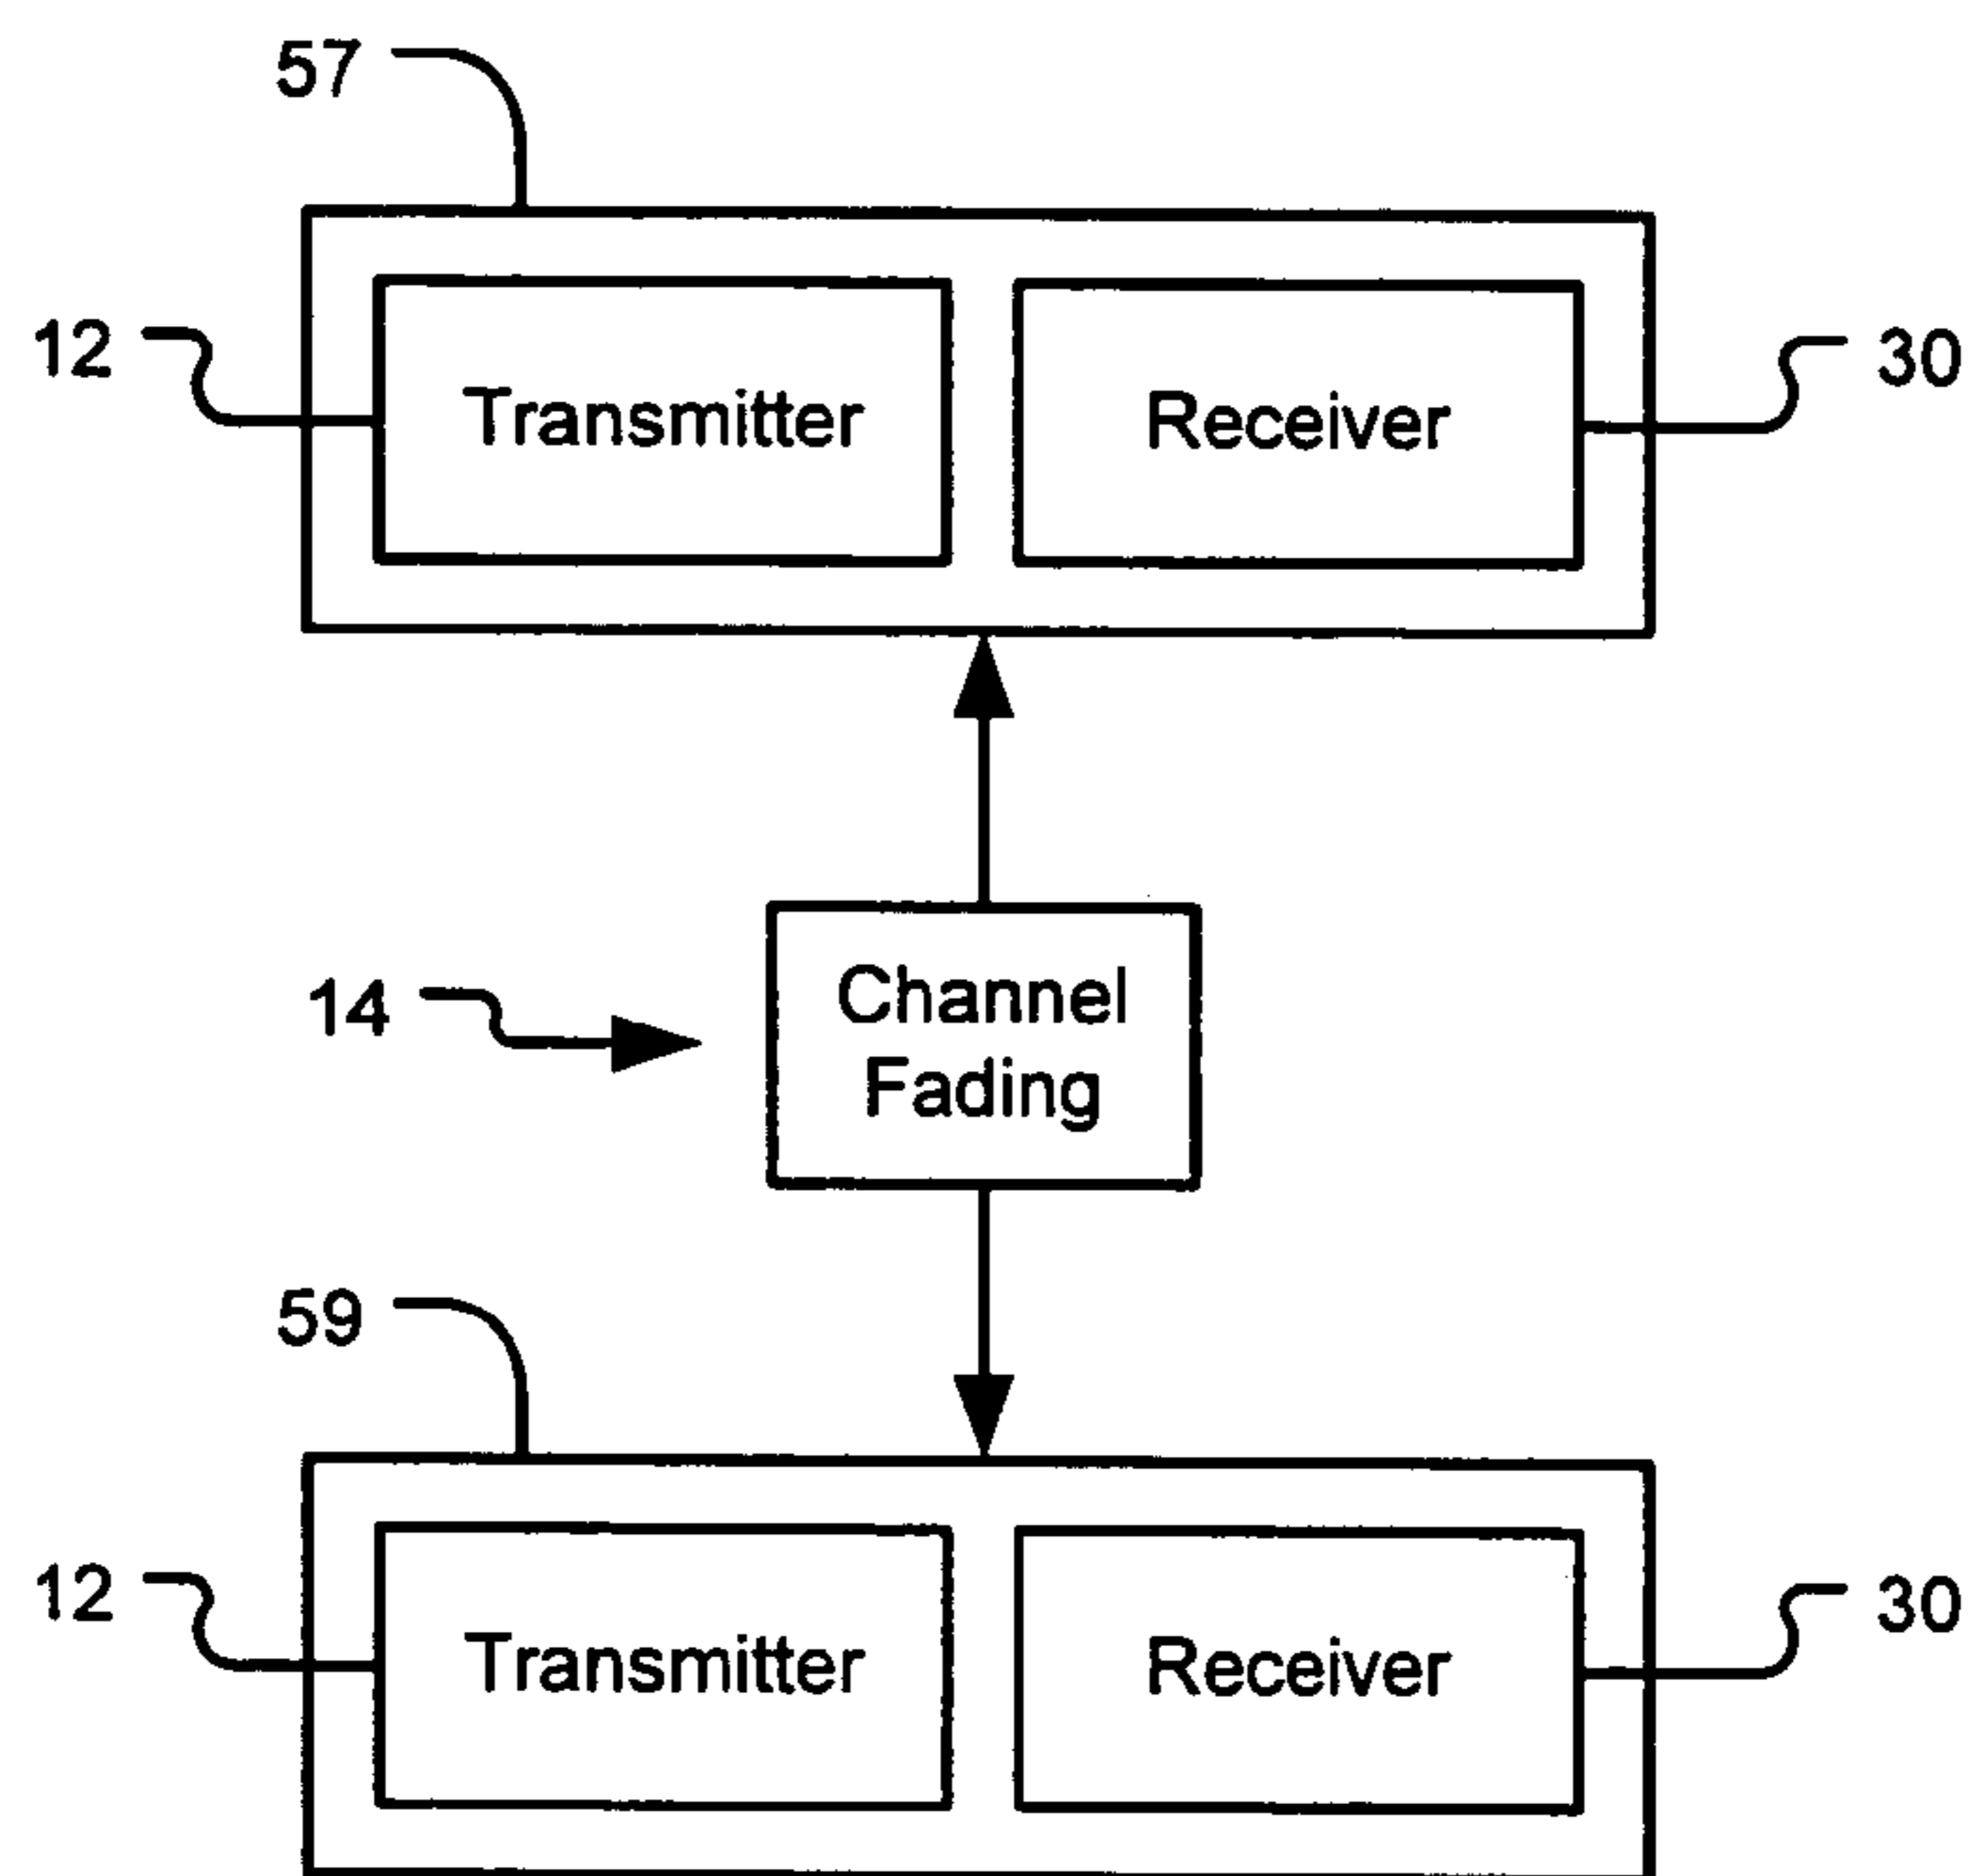 57
12
Transmitter
Receiver
30
14
Channel
Fading
59
12
Transmitter
Receiver
30